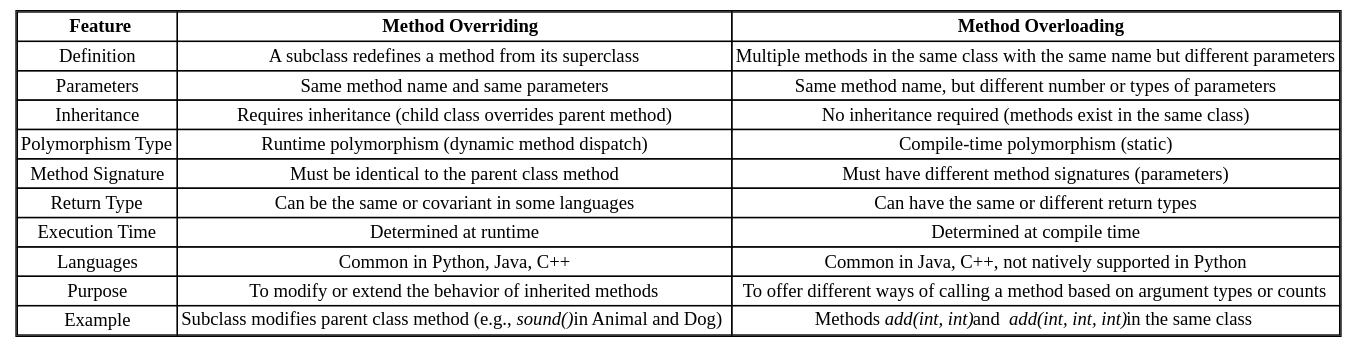 Feature Method Overriding Method Overloading
Definition A subclass redefines a method from its superclass Multiple methods in the same class with the same name but different parameters
Parameters Same method name and same parameters Same method name, but different number or types of parameters
Inheritance Requires inheritance (child class overrides parent method) No inheritance required (methods exist in the same class)
Polymorphism Type Runtime polymorphism (dynamic method dispatch) Compile-time polymorphism (static)
Method Signature Must be identical to the parent class method Must have different method signatures (parameters)
Return Type Can be the same or covariant in some languages Can have the same or different return types
Execution Time Determined at runtime Determined at compile time
Languages Common in Python, Java, C++ Common in Java, C++, not natively supported in Python
Purpose To modify or extend the behavior of inherited methods To offer different ways of calling a method based on argument types or counts
Example Subclass modifies parent class method (e.g., sound()in Animal and Dog) Methods add(int, int)and add(int, int, int)in the same class